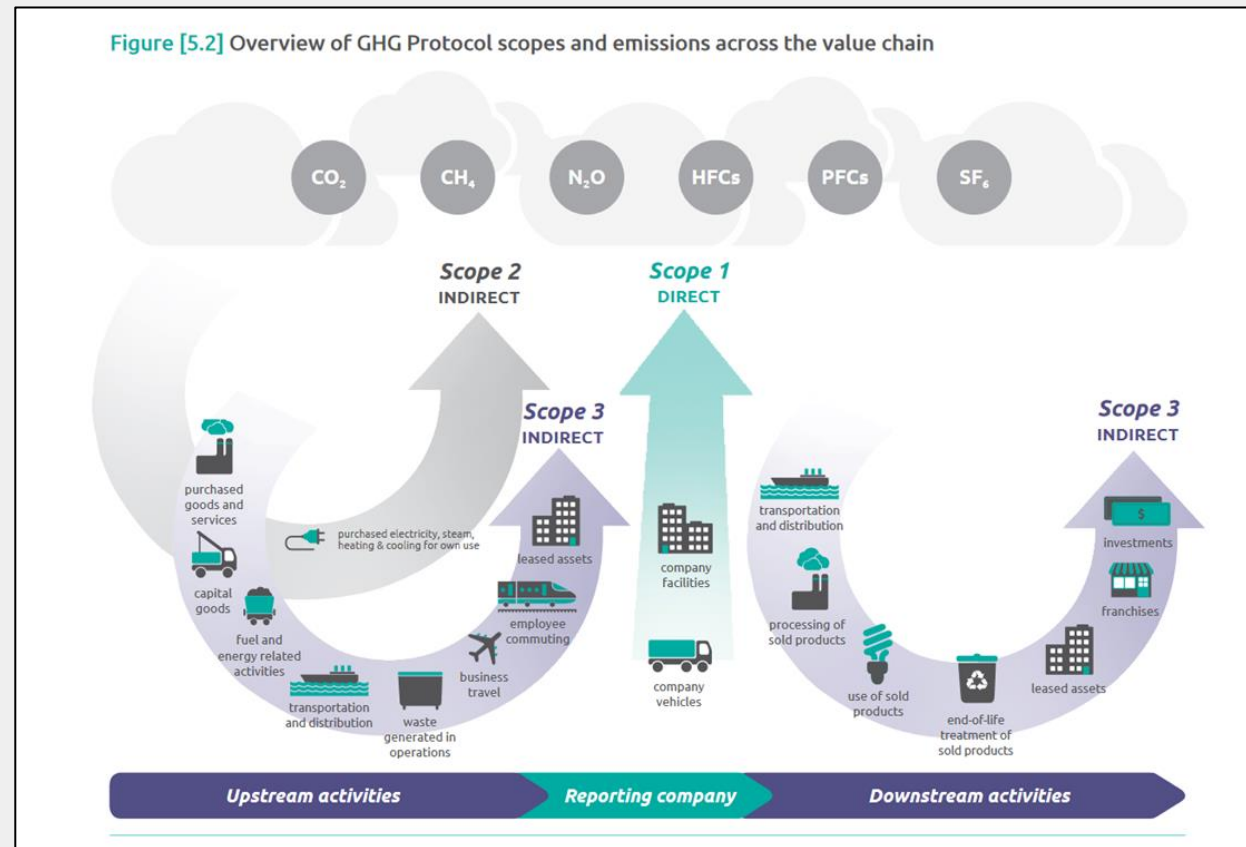 Figure [5.2] Overview of GHG Protocol scopes and emissions across the value chain
CO₂
CH₄
N₂O
HFCs
PFCs
SF₆
Scope 2
INDIRECT
Scope 1
DIRECT
Scope 3
INDIRECT
Scope 3
INDIRECT
purchased
goods and
services
capital
goods
fuel and
energy related
activities
transportation
and distribution
waste
generated in
operations
business
travel
employee
commuting
leased assets
purchased electricity, steam,
heating & cooling for own use
company
facilities
company
vehicles
transportation
and distribution
processing of
sold products
use of sold
products
end-of-life
treatment of
sold products
leased assets
franchises
investments
$
Upstream activities
Reporting company
Downstream activities